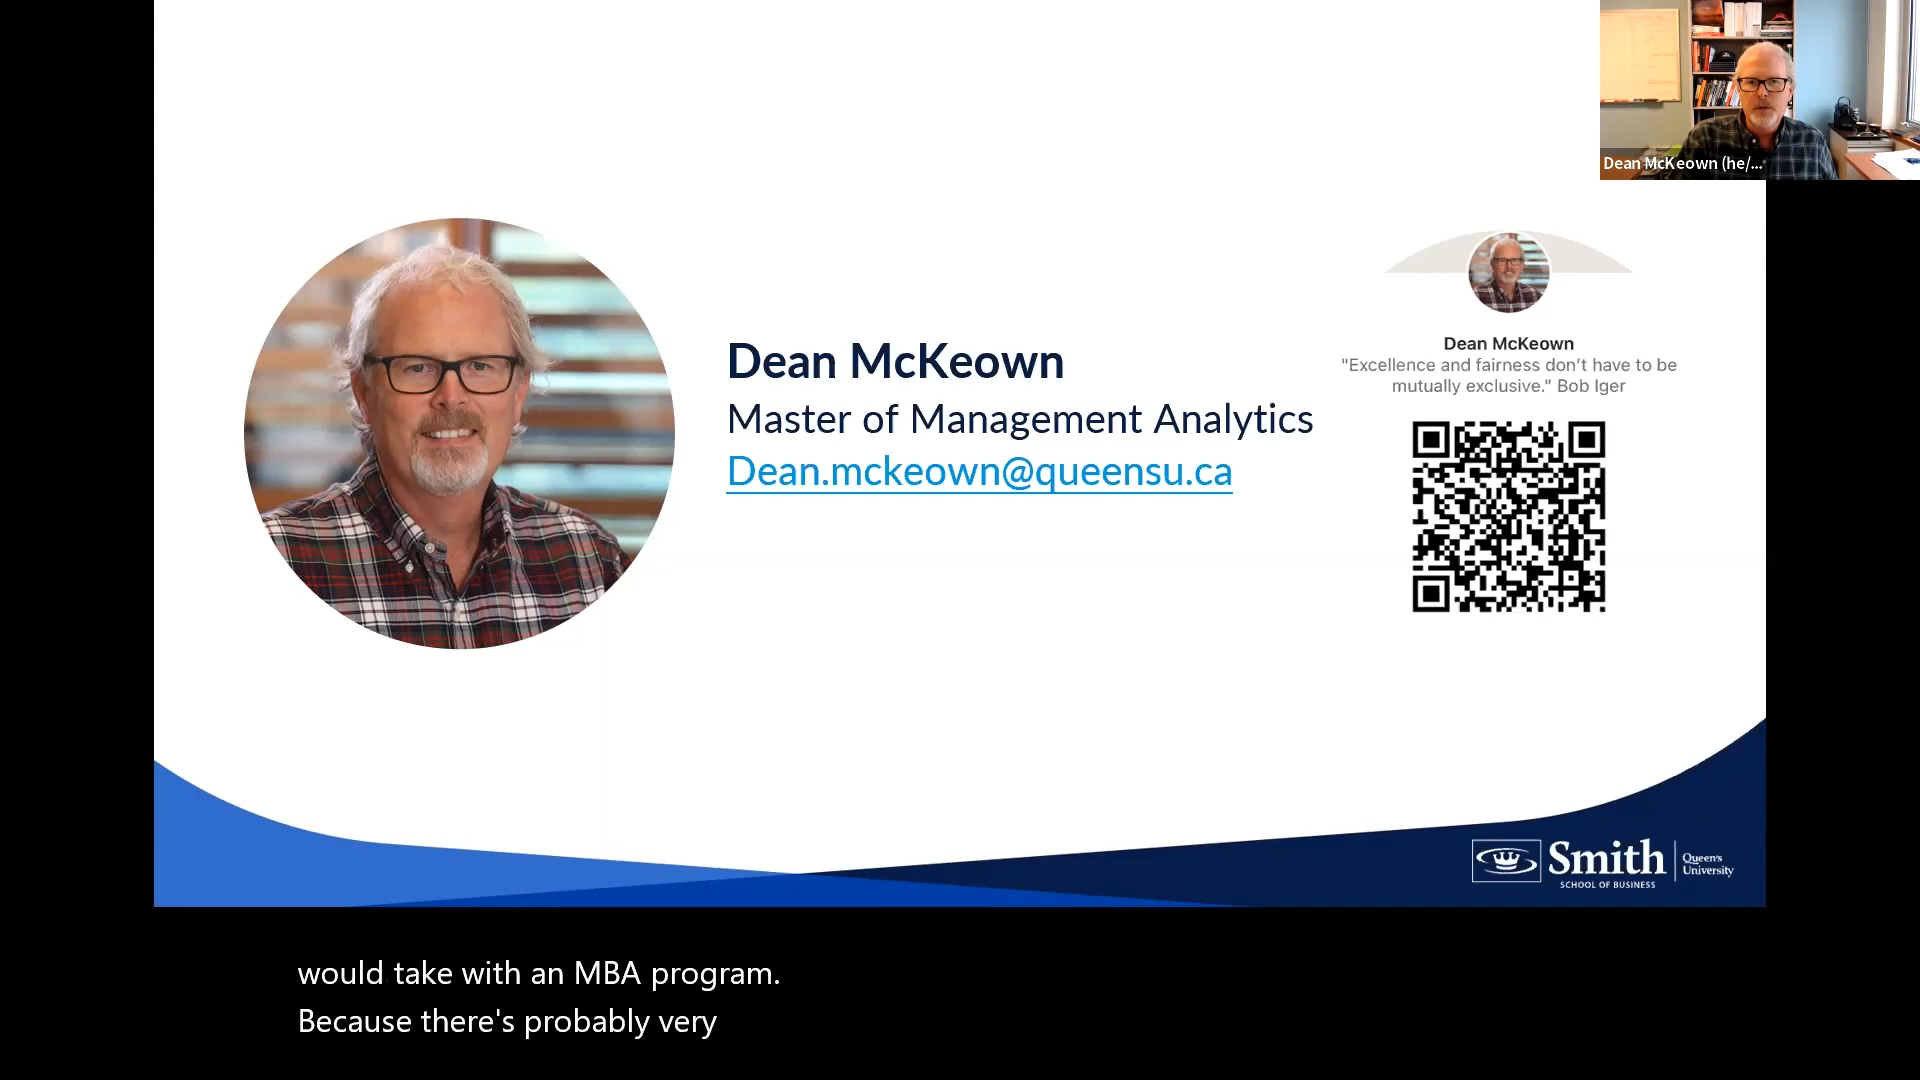 Dean McKeown (he/...
Dean McKeown
Master of Management Analytics
Dean.mckeown@queensu.ca
Dean McKeown
"Excellence and fairness don't have to be
mutually exclusive." Bob Iger
Smith
SCHOOL OF BUSINESS
Queen's
University
would take with an MBA program.
Because there's probably very